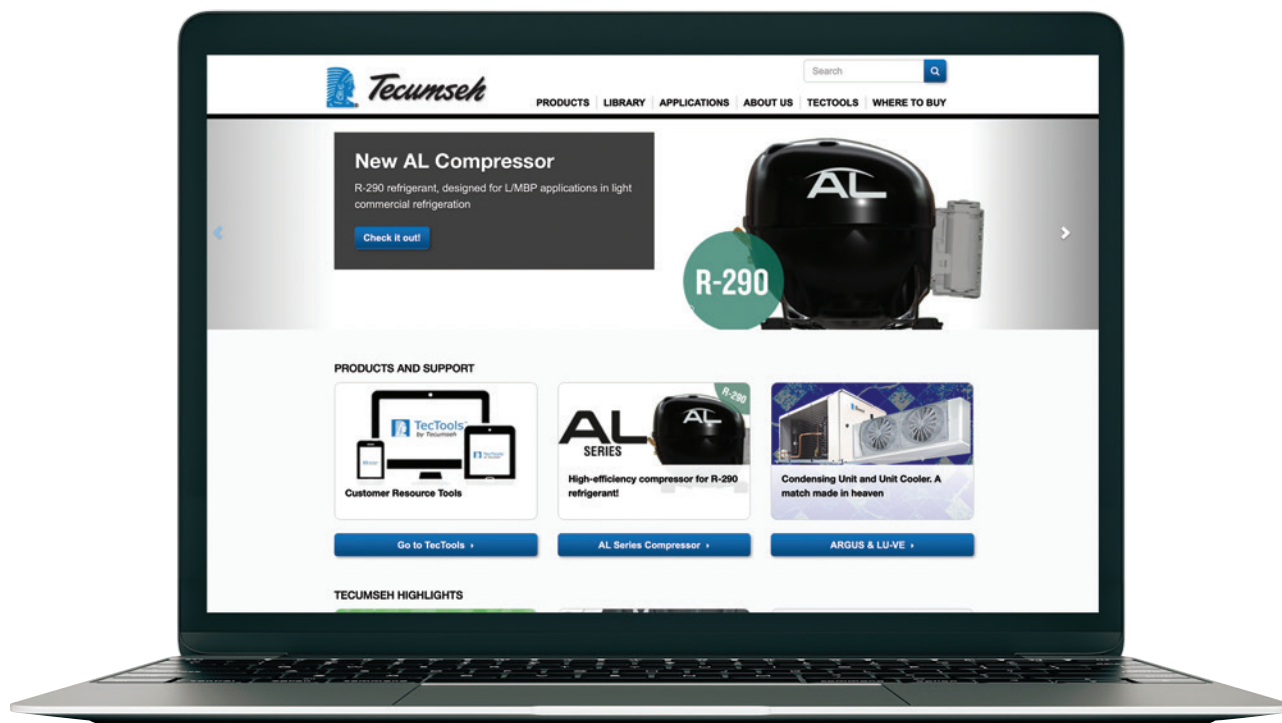 Tecumseh
Search
PRODUCTS LIBRARY APPLICATIONS ABOUT US TECTOOLS WHERE TO BUY
New AL Compressor
R-290 refrigerant, designed for L/MBP applications in light
commercial refrigeration
Check it out!
AL
R-290
PRODUCTS AND SUPPORT
TecTools
by Tecumseh
Customer Resource Tools
R-290
AL
SERIES
AL
High-efficiency compressor for R-290
refrigerant!
Condensing Unit and Unit Cooler. A
match made in heaven
Go to TecTools ›
AL Series Compressor ›
ARGUS & LU-VE ›
TECUMSEH HIGHLIGHTS